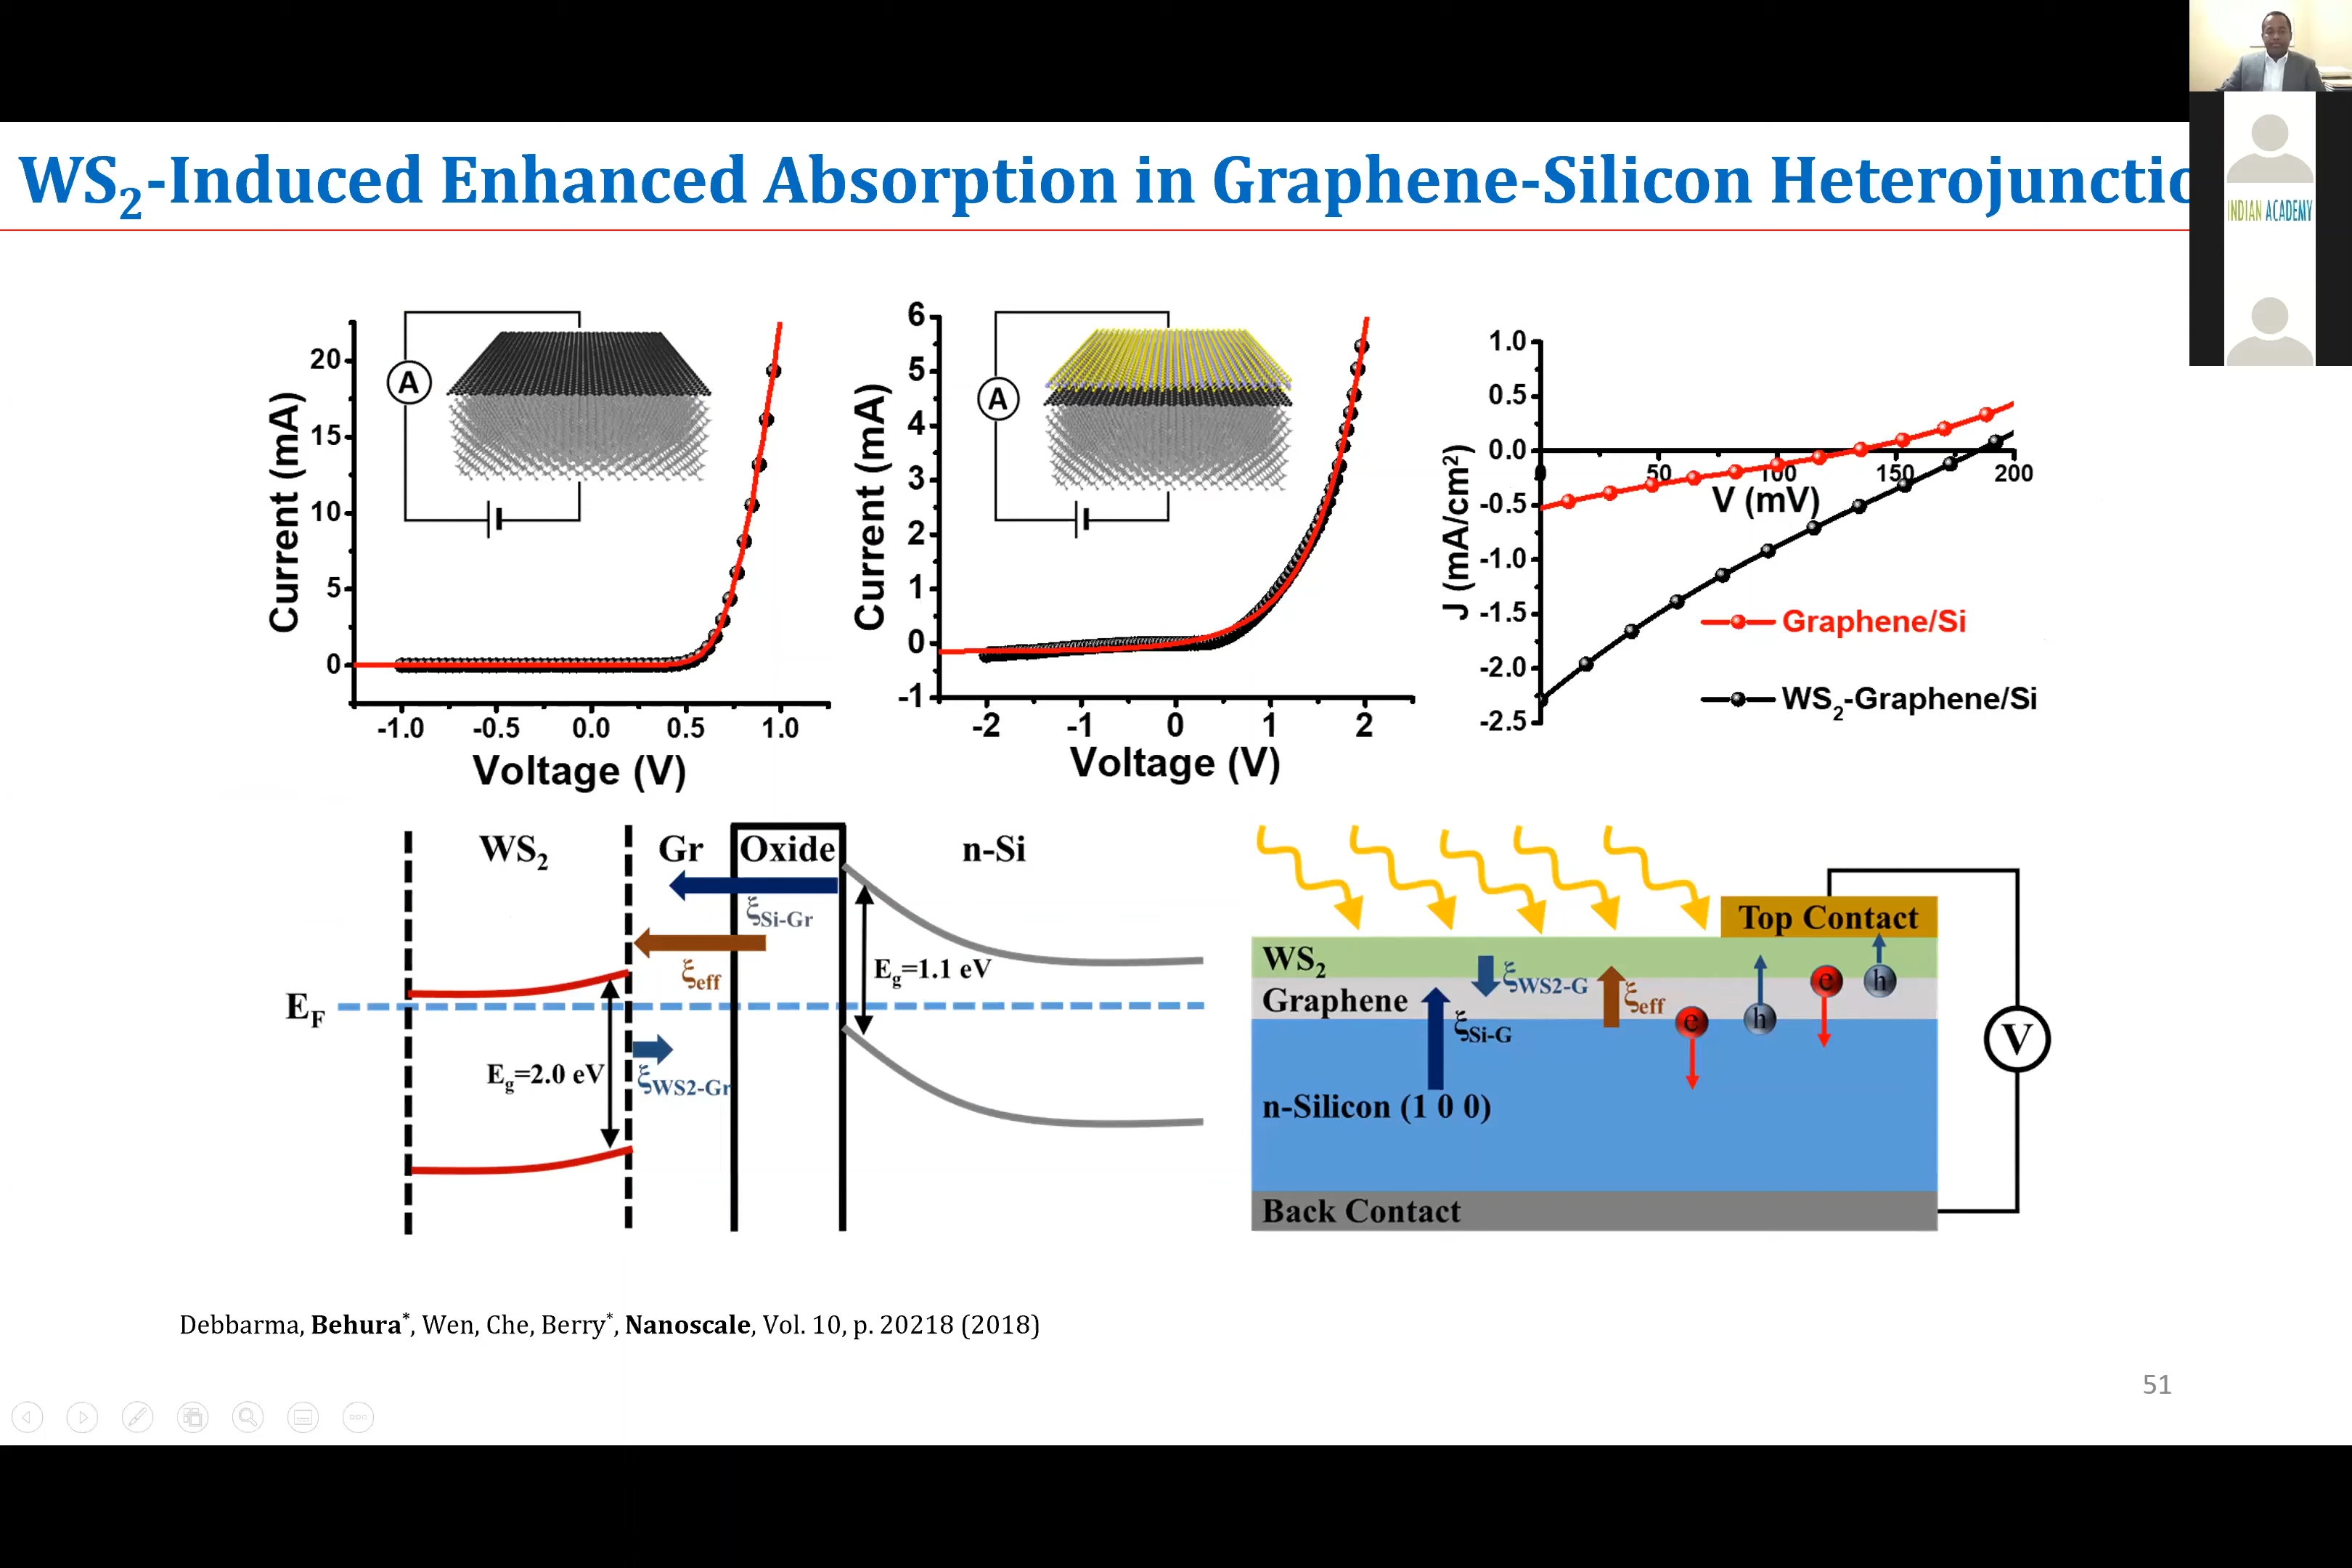 WS2-Induced Enhanced Absorption in Graphene-Silicon Heterojunctio
INDIAN ACADEMY
Current (mA)
20
15
10
5
0
-1.0 -0.5 0.0 0.5 1.0
Voltage (V)
A
Current (mA)
6
5
4
3
2
1
0
-1
-2 -1 0 1 2
Voltage (V)
A
J (mA/cm2)
1.0
0.5
0.0
-0.5
-1.0
-1.5
-2.0
-2.5
0 50 100 150 200
V (mV)
Graphene/Si
WS2-Graphene/Si
WS2 Gr Oxide n-Si
ξSi-Gr
ξeff
Eg=1.1 eV
EF
Eg=2.0 eV
ξWS2-Gr
Top Contact
WS2
ξWS2-G
Graphene
ξeff
ξSi-G
e h e h
V
n-Silicon (1 0 0)
Back Contact
Debbarma, Behura*, Wen, Che, Berry*, Nanoscale, Vol. 10, p. 20218 (2018)
51